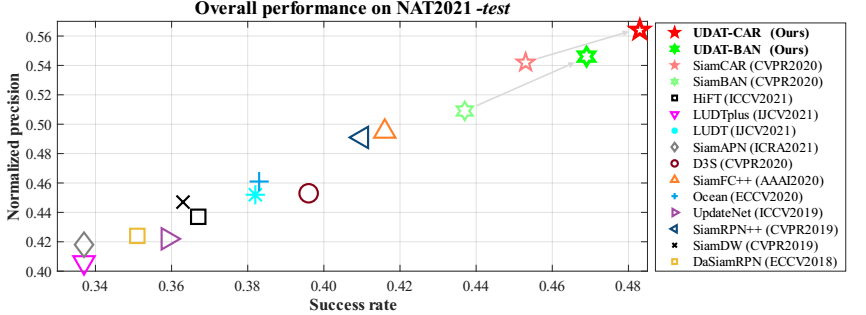 Overall performance on NAT2021 -test
Normalized precision
0.56
0.54
0.52
0.50
0.48
0.46
0.44
0.42
0.40
0.34
0.36
0.38
0.40
0.42
0.44
0.46
0.48
Success rate
UDAT-CAR (Ours)
UDAT-BAN (Ours)
SiamCAR (CVPR2020)
SiamBAN (CVPR2020)
HiFT (ICCV2021)
LUDTplus (IJCV2021)
LUDT (IJCV2021)
SiamAPN (ICRA2021)
D3S (CVPR2020)
SiamFC++ (AAAI2020)
Ocean (ECCV2020)
UpdateNet (ICCV2019)
SiamRPN++ (CVPR2019)
SiamDW (CVPR2019)
DaSiamRPN (ECCV2018)